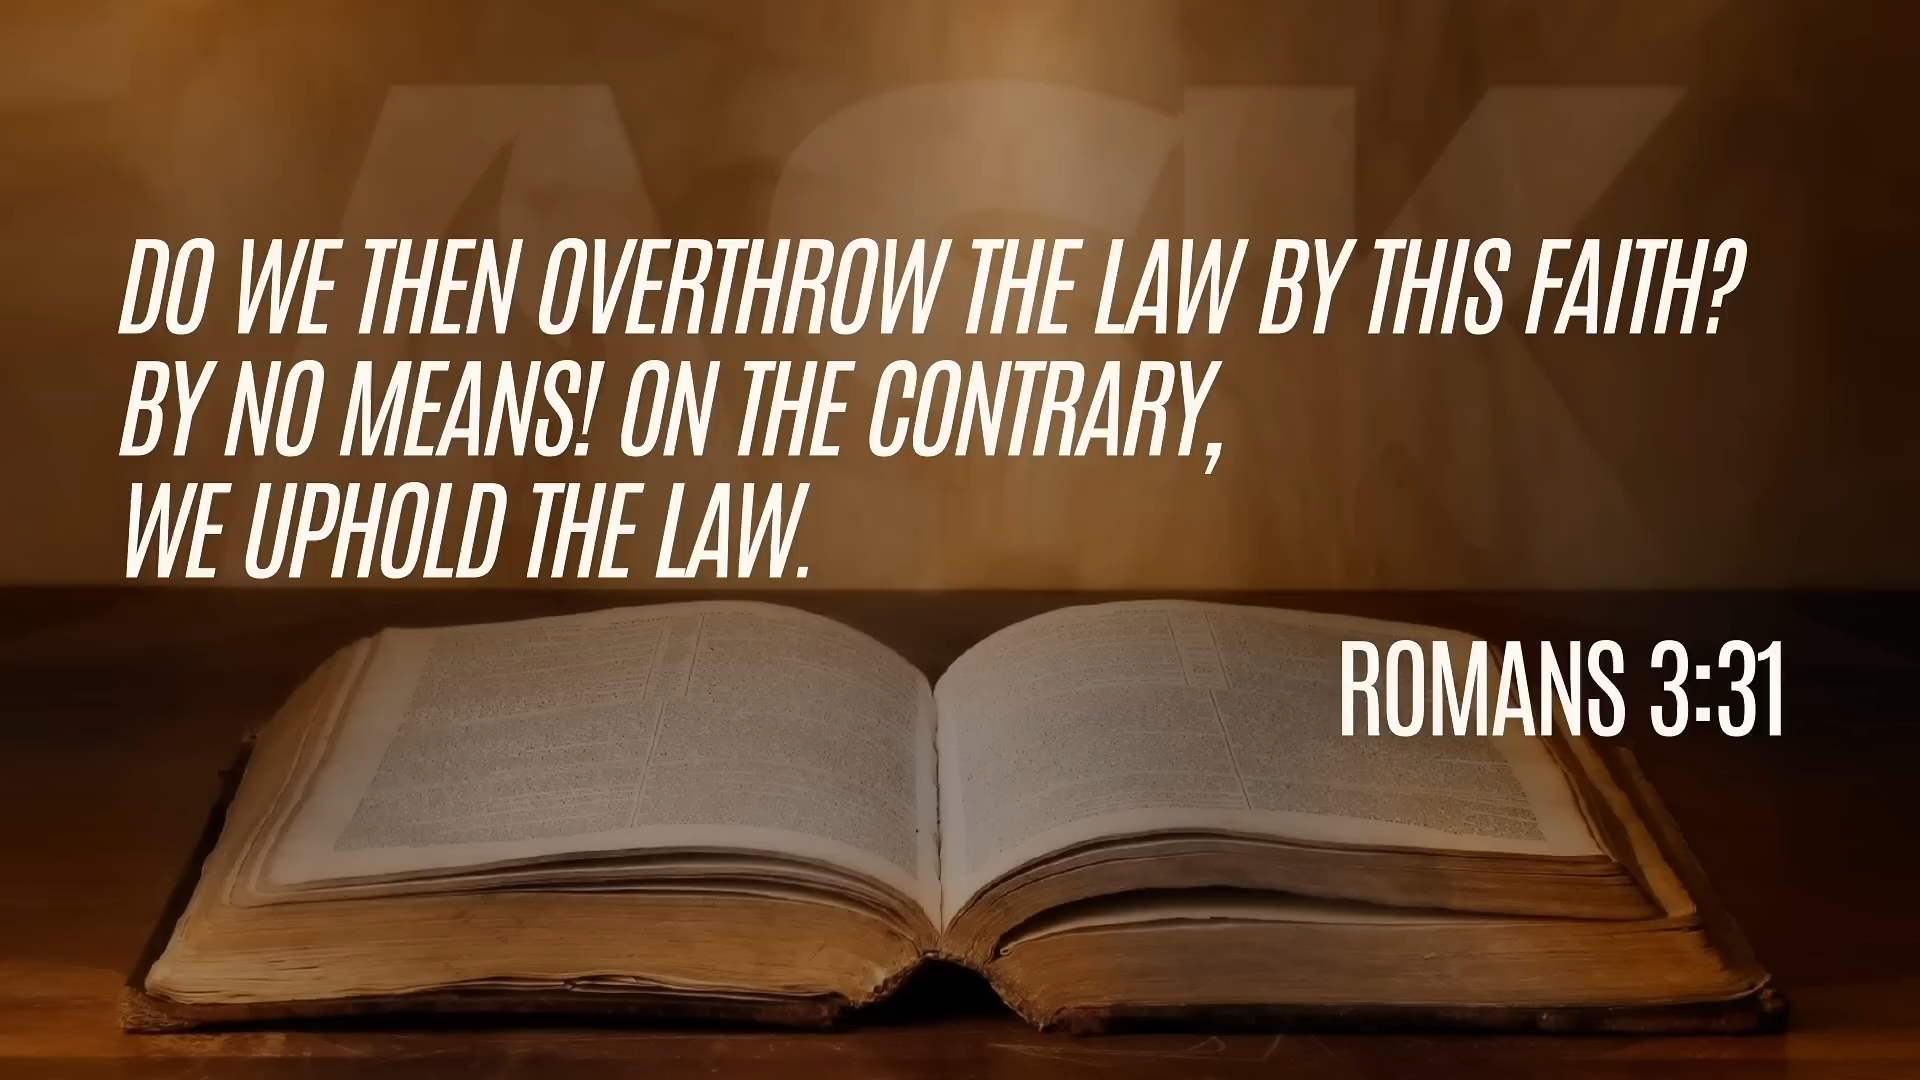 ASK
DO WE THEN OVERTHROW THE LAW BY THIS FAITH?
BY NO MEANS! ON THE CONTRARY,
WE UPHOLD THE LAW.
ROMANS 3:31